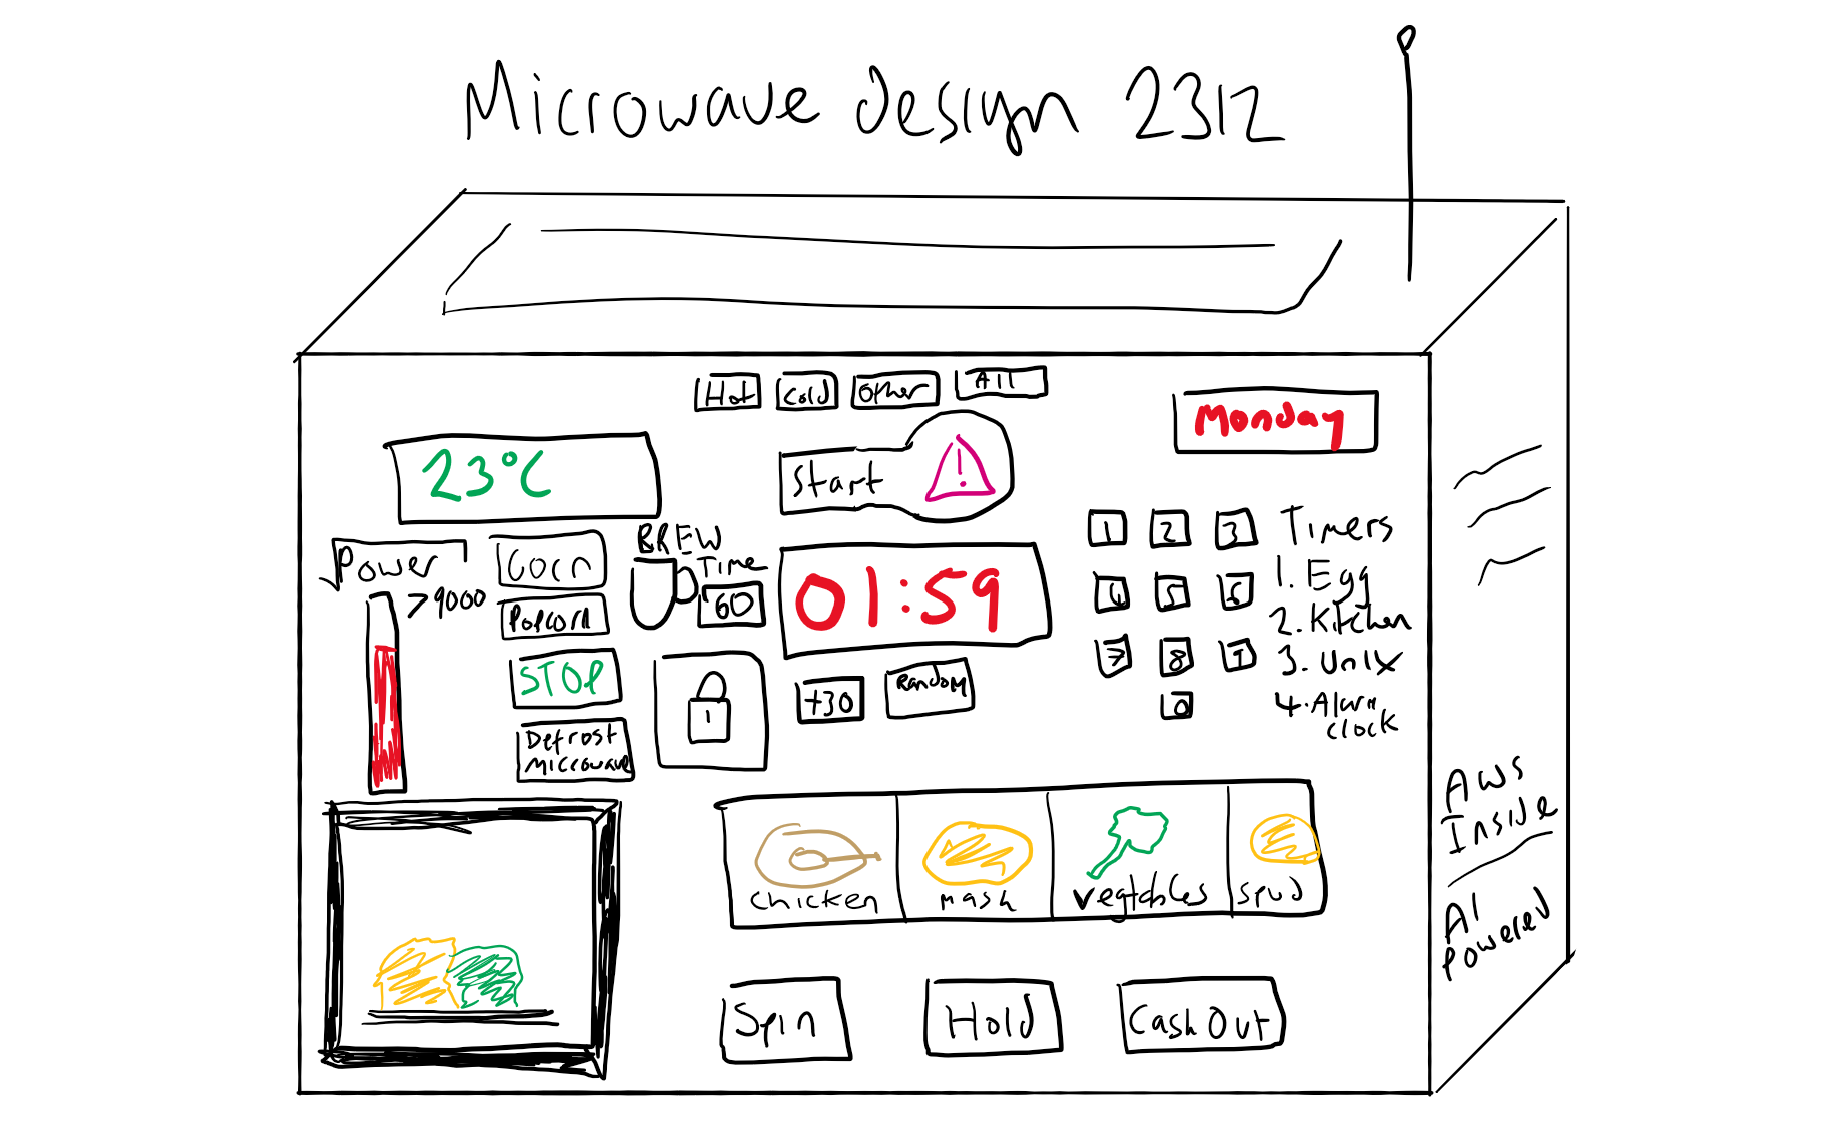 Microwave design 2312
Hot
Cold
Other
All
Monday
23°C
Start
!
Power
>9000
Corn
Popcorn
STOP
Defrost
Microwave
BREW
Time
60
01:59
+30
Random
1 2 3
4 5 6
7 8 9
0
Timers
1. Egg
2. Kitchen
3. Unix
4. Alarm
clock
chicken
mash
vegtables
spud
Spin
Hold
Cash Out
Aws
Inside
AI
Powered